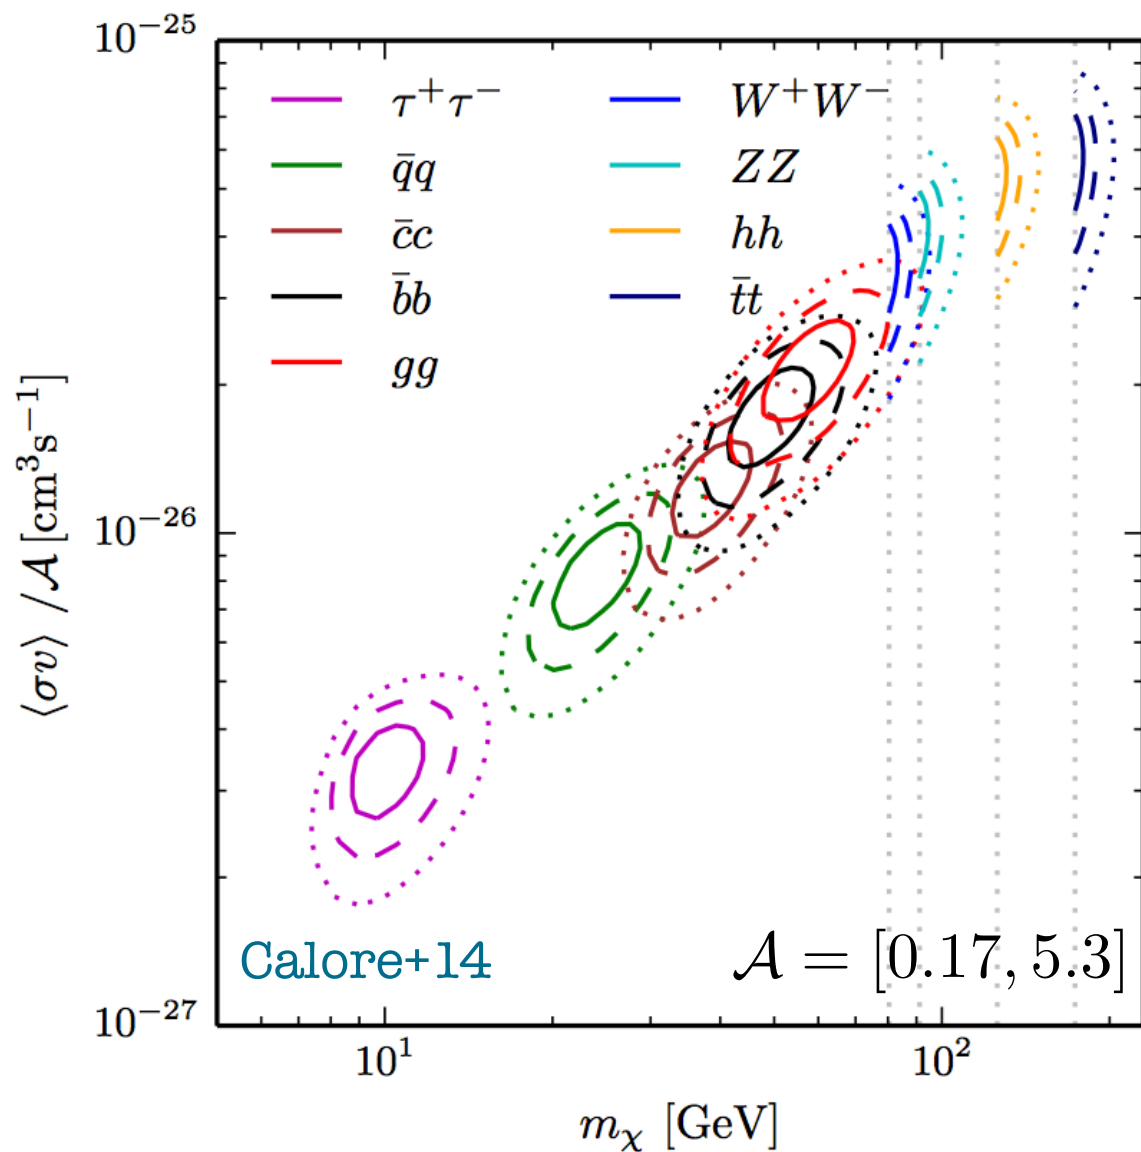 10⁻²⁵
τ⁺τ⁻
q̄q
c̄c
b̄b
gg
W⁺W⁻
ZZ
hh
t̄t
10⁻²⁶
⟨σv⟩ /𝒜 [cm³s⁻¹]
Calore+14
𝒜 = [0.17, 5.3]
10⁻²⁷
10¹
10²
mᵪ [GeV]